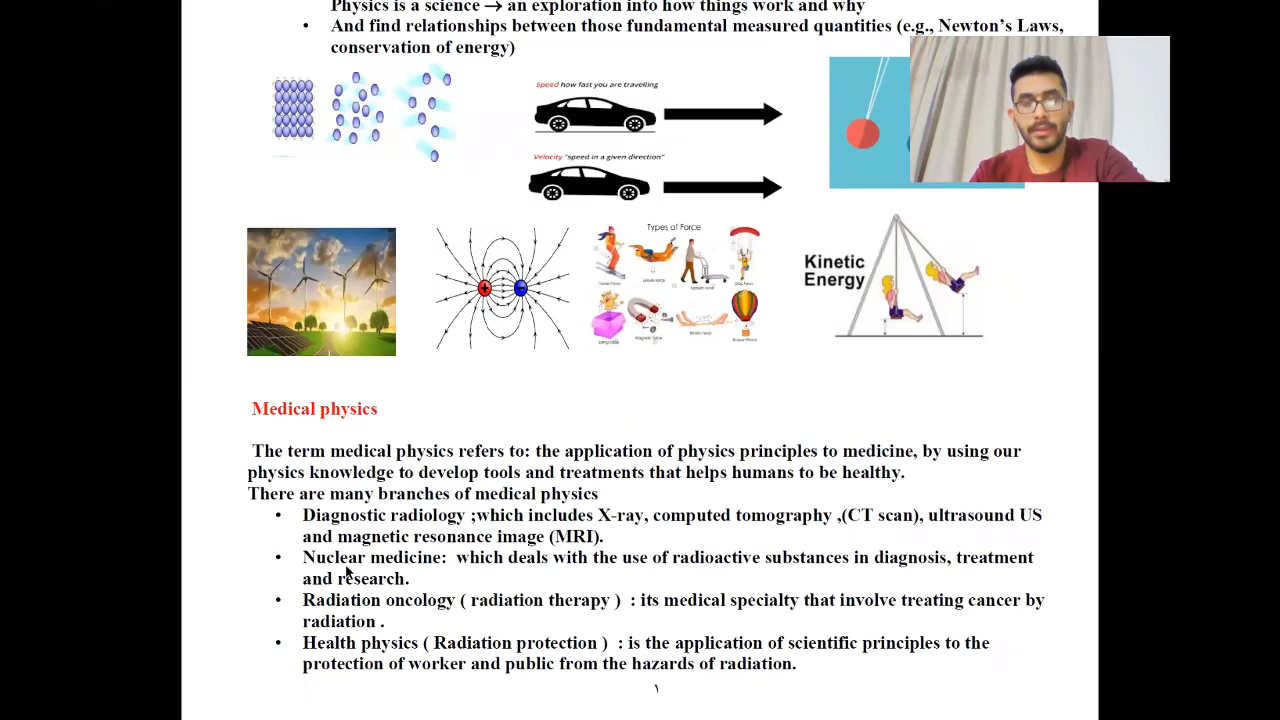 Physics is a science → an exploration into how things work and why
• And find relationships between those fundamental measured quantities (e.g., Newton's Laws,
conservation of energy)
Speed how fast you are travelling
Velocity "speed in a given direction"
Types of Force
Kinetic
Energy
+
-
Medical physics
The term medical physics refers to: the application of physics principles to medicine, by using our
physics knowledge to develop tools and treatments that helps humans to be healthy.
There are many branches of medical physics
• Diagnostic radiology ;which includes X-ray, computed tomography ,(CT scan), ultrasound US
and magnetic resonance image (MRI).
• Nuclear medicine: which deals with the use of radioactive substances in diagnosis, treatment
and research.
• Radiation oncology ( radiation therapy ) : its medical specialty that involve treating cancer by
radiation .
• Health physics ( Radiation protection ) : is the application of scientific principles to the
protection of worker and public from the hazards of radiation.
١